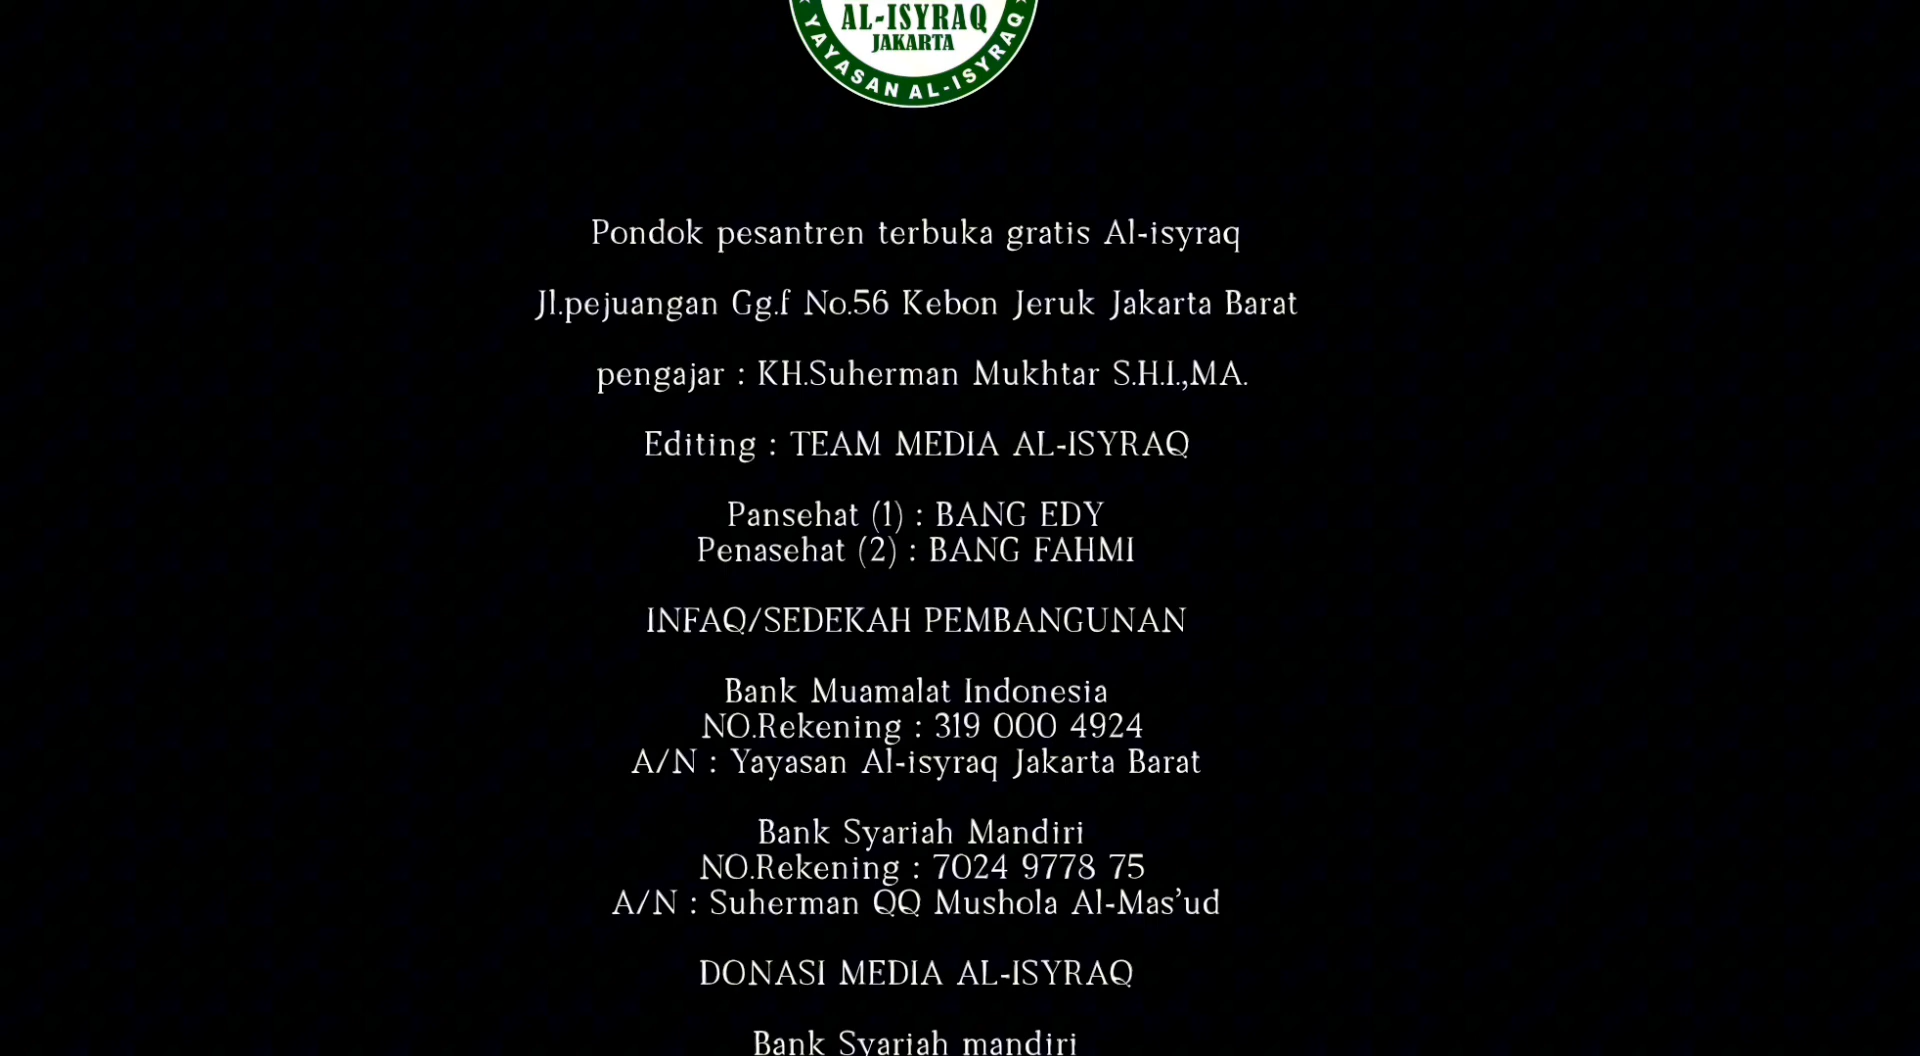 AL-ISYRAQ
JAKARTA
YAYASAN AL-ISYRAQ
Pondok pesantren terbuka gratis Al-isyraq
Jl.pejuangan Gg.f No.56 Kebon Jeruk Jakarta Barat
pengajar : KH.Suherman Mukhtar S.H.I.,MA.
Editing : TEAM MEDIA AL-ISYRAQ
Pansehat (1) : BANG EDY
Penasehat (2) : BANG FAHMI
INFAQ/SEDEKAH PEMBANGUNAN
Bank Muamalat Indonesia
NO.Rekening : 319 000 4924
A/N : Yayasan Al-isyraq Jakarta Barat
Bank Syariah Mandiri
NO.Rekening : 7024 9778 75
A/N : Suherman QQ Mushola Al-Mas'ud
DONASI MEDIA AL-ISYRAQ
Bank Syariah mandiri